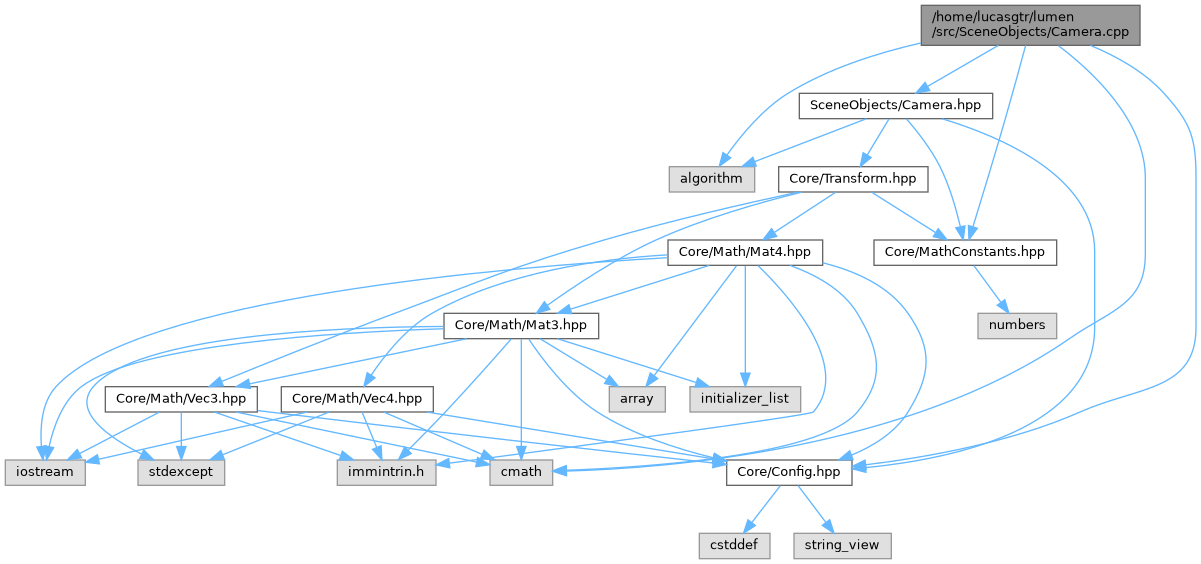 /home/lucasgtr/lumen
/src/SceneObjects/Camera.cpp
SceneObjects/Camera.hpp
algorithm
Core/Transform.hpp
Core/Math/Mat4.hpp
Core/MathConstants.hpp
Core/Math/Mat3.hpp
numbers
Core/Math/Vec3.hpp
Core/Math/Vec4.hpp
array
initializer_list
iostream
stdexcept
immintrin.h
cmath
Core/Config.hpp
cstddef
string_view